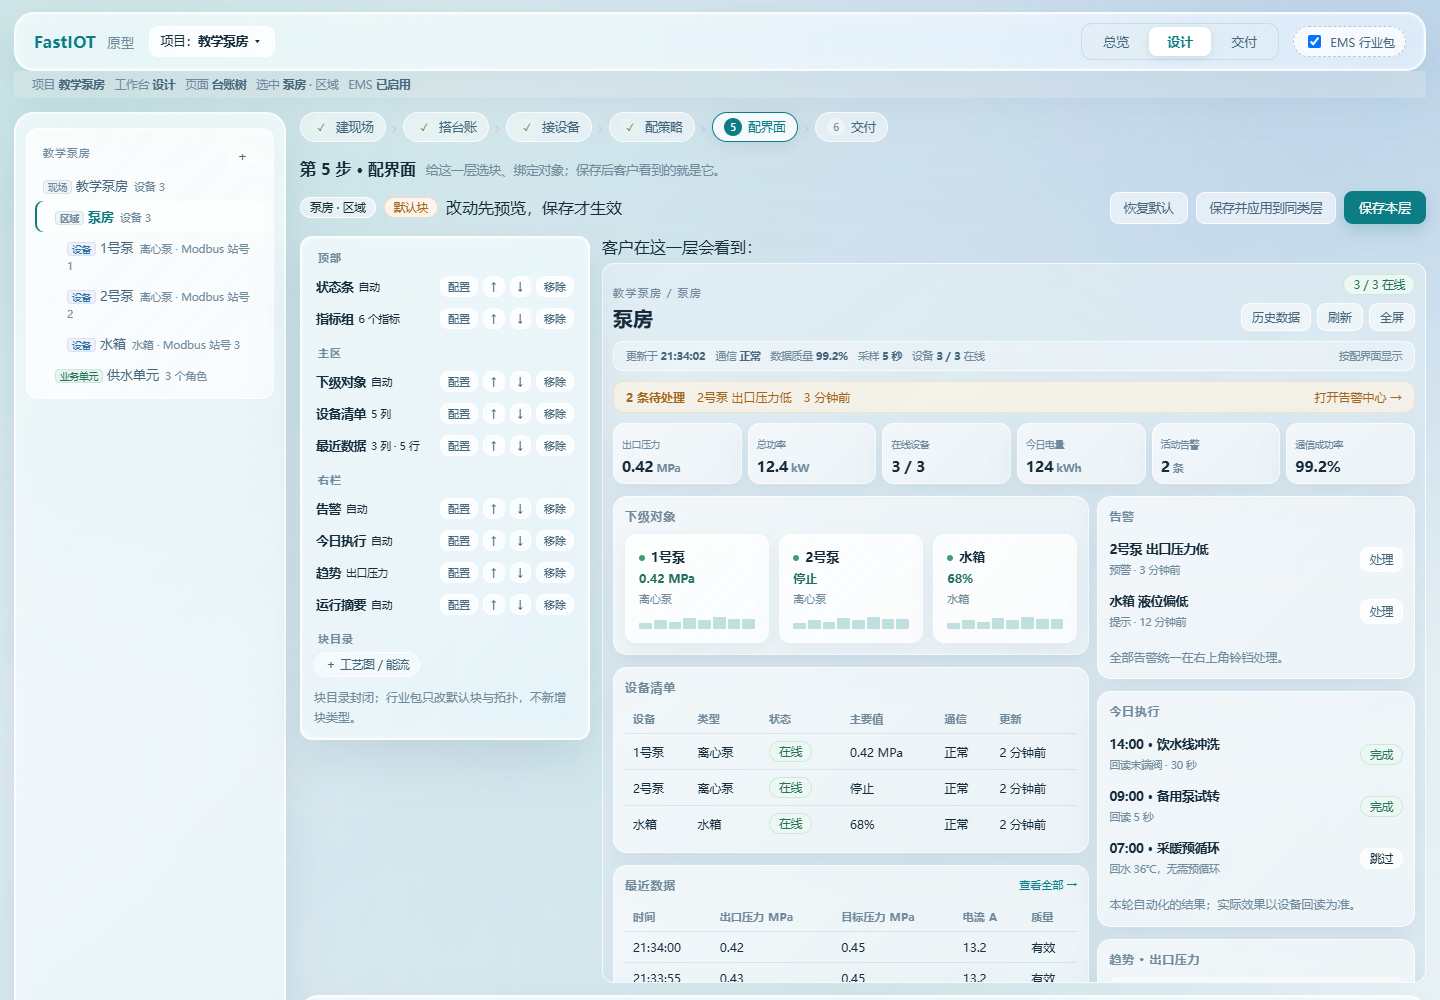 FastIOT 原型 项目: 教学泵房 ▾ 总览 设计 交付 EMS 行业包
项目 教学泵房 工作台 设计 页面 台账树 选中 泵房 · 区域 EMS 已启用
教学泵房 +
现场 教学泵房 设备 3
区域 泵房 设备 3
设备 1号泵 离心泵 · Modbus 站号
1
设备 2号泵 离心泵 · Modbus 站号
2
设备 水箱 水箱 · Modbus 站号 3
业务单元 供水单元 3 个角色
✓ 建现场 › ✓ 搭台账 › ✓ 接设备 › ✓ 配策略 › 5 配界面 › 6 交付
第 5 步 • 配界面 给这一层选块、绑定对象；保存后客户看到的就是它。
泵房 · 区域 默认块 改动先预览，保存才生效 恢复默认 保存并应用到同类层 保存本层
顶部
状态条 自动 配置 ↑ ↓ 移除
指标组 6 个指标 配置 ↑ ↓ 移除
主区
下级对象 自动 配置 ↑ ↓ 移除
设备清单 5 列 配置 ↑ ↓ 移除
最近数据 3 列 · 5 行 配置 ↑ ↓ 移除
右栏
告警 自动 配置 ↑ ↓ 移除
今日执行 自动 配置 ↑ ↓ 移除
趋势 出口压力 配置 ↑ ↓ 移除
运行摘要 自动 配置 ↑ ↓ 移除
块目录
+ 工艺图 / 能流
块目录封闭；行业包只改默认块与拓扑，不新增
块类型。
客户在这一层会看到：
教学泵房 / 泵房 3 / 3 在线
泵房 历史数据 刷新 全屏
更新于 21:34:02 通信 正常 数据质量 99.2% 采样 5 秒 设备 3 / 3 在线 按配界面显示
2 条待处理 2号泵 出口压力低 3 分钟前 打开告警中心 →
出口压力 总功率 在线设备 今日电量 活动告警 通信成功率
0.42 MPa 12.4 kW 3 / 3 124 kWh 2 条 99.2%
下级对象
1号泵 2号泵 水箱
0.42 MPa 停止 68%
离心泵 离心泵 水箱
设备清单
设备 类型 状态 主要值 通信 更新
1号泵 离心泵 在线 0.42 MPa 正常 2 分钟前
2号泵 离心泵 在线 停止 正常 2 分钟前
水箱 水箱 在线 68% 正常 2 分钟前
最近数据 查看全部 →
时间 出口压力 MPa 目标压力 MPa 电流 A 质量
21:34:00 0.42 0.45 13.2 有效
21:33:55 0.43 0.45 13.2 有效
告警
2号泵 出口压力低 处理
预警 · 3 分钟前
水箱 液位偏低 处理
提示 · 12 分钟前
全部告警统一在右上角铃铛处理。
今日执行
14:00 • 饮水线冲洗 完成
回读末端阀 · 30 秒
09:00 • 备用泵试转 完成
回读 5 秒
07:00 • 采暖预循环 跳过
回水 36℃，无需预循环
本轮自动化的结果；实际效果以设备回读为准。
趋势 • 出口压力